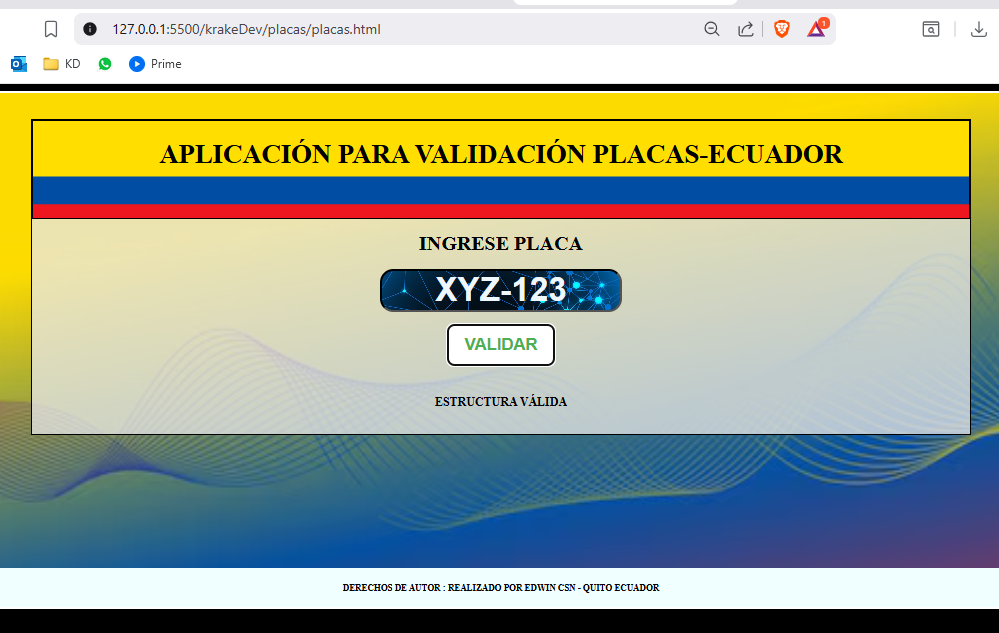 127.0.0.1:5500/krakeDev/placas/placas.html
1
KD
Prime
APLICACIÓN PARA VALIDACIÓN PLACAS-ECUADOR
INGRESE PLACA
XYZ-123
VALIDAR
ESTRUCTURA VÁLIDA
DERECHOS DE AUTOR : REALIZADO POR EDWIN CSN - QUITO ECUADOR